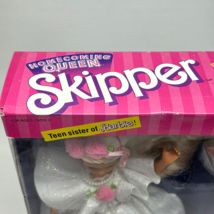 HOMECOMING
QUEEN
Skipper
Teen sister of Barbie!